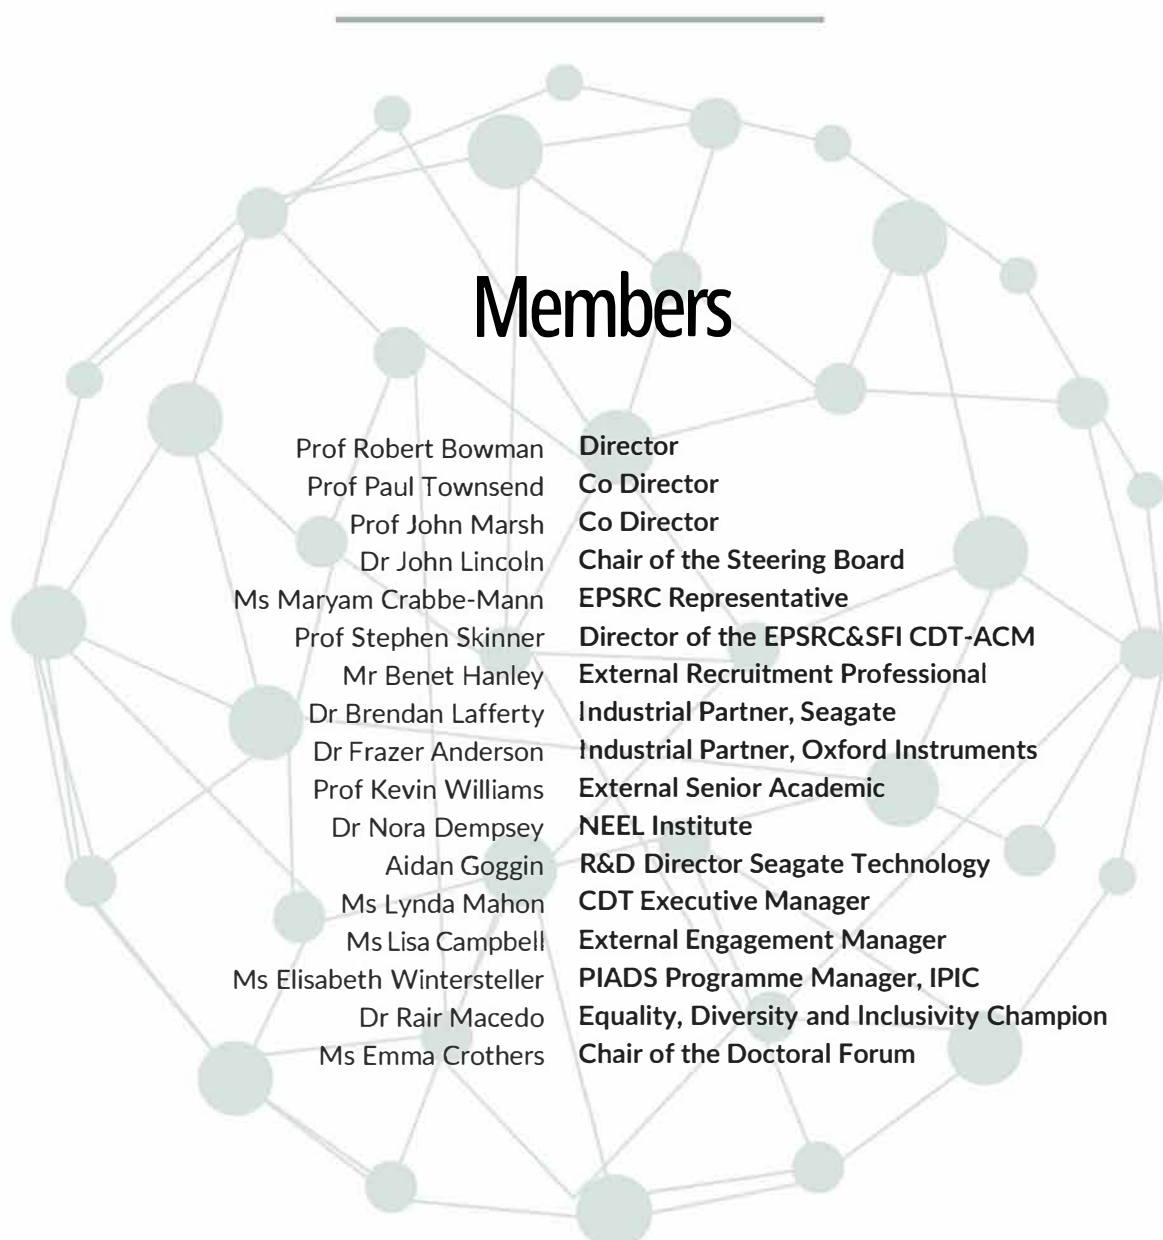 Members
Prof Robert Bowman Director
Prof Paul Townsend Co Director
Prof John Marsh Co Director
Dr John Lincoln Chair of the Steering Board
Ms Maryam Crabbe-Mann EPSRC Representative
Prof Stephen Skinner Director of the EPSRC&SFI CDT-ACM
Mr Benet Hanley External Recruitment Professional
Dr Brendan Lafferty Industrial Partner, Seagate
Dr Frazer Anderson Industrial Partner, Oxford Instruments
Prof Kevin Williams External Senior Academic
Dr Nora Dempsey NEEL Institute
Aidan Goggin R&D Director Seagate Technology
Ms Lynda Mahon CDT Executive Manager
Ms Lisa Campbell External Engagement Manager
Ms Elisabeth Wintersteller PIADS Programme Manager, IPIC
Dr Rair Macedo Equality, Diversity and Inclusivity Champion
Ms Emma Crothers Chair of the Doctoral Forum